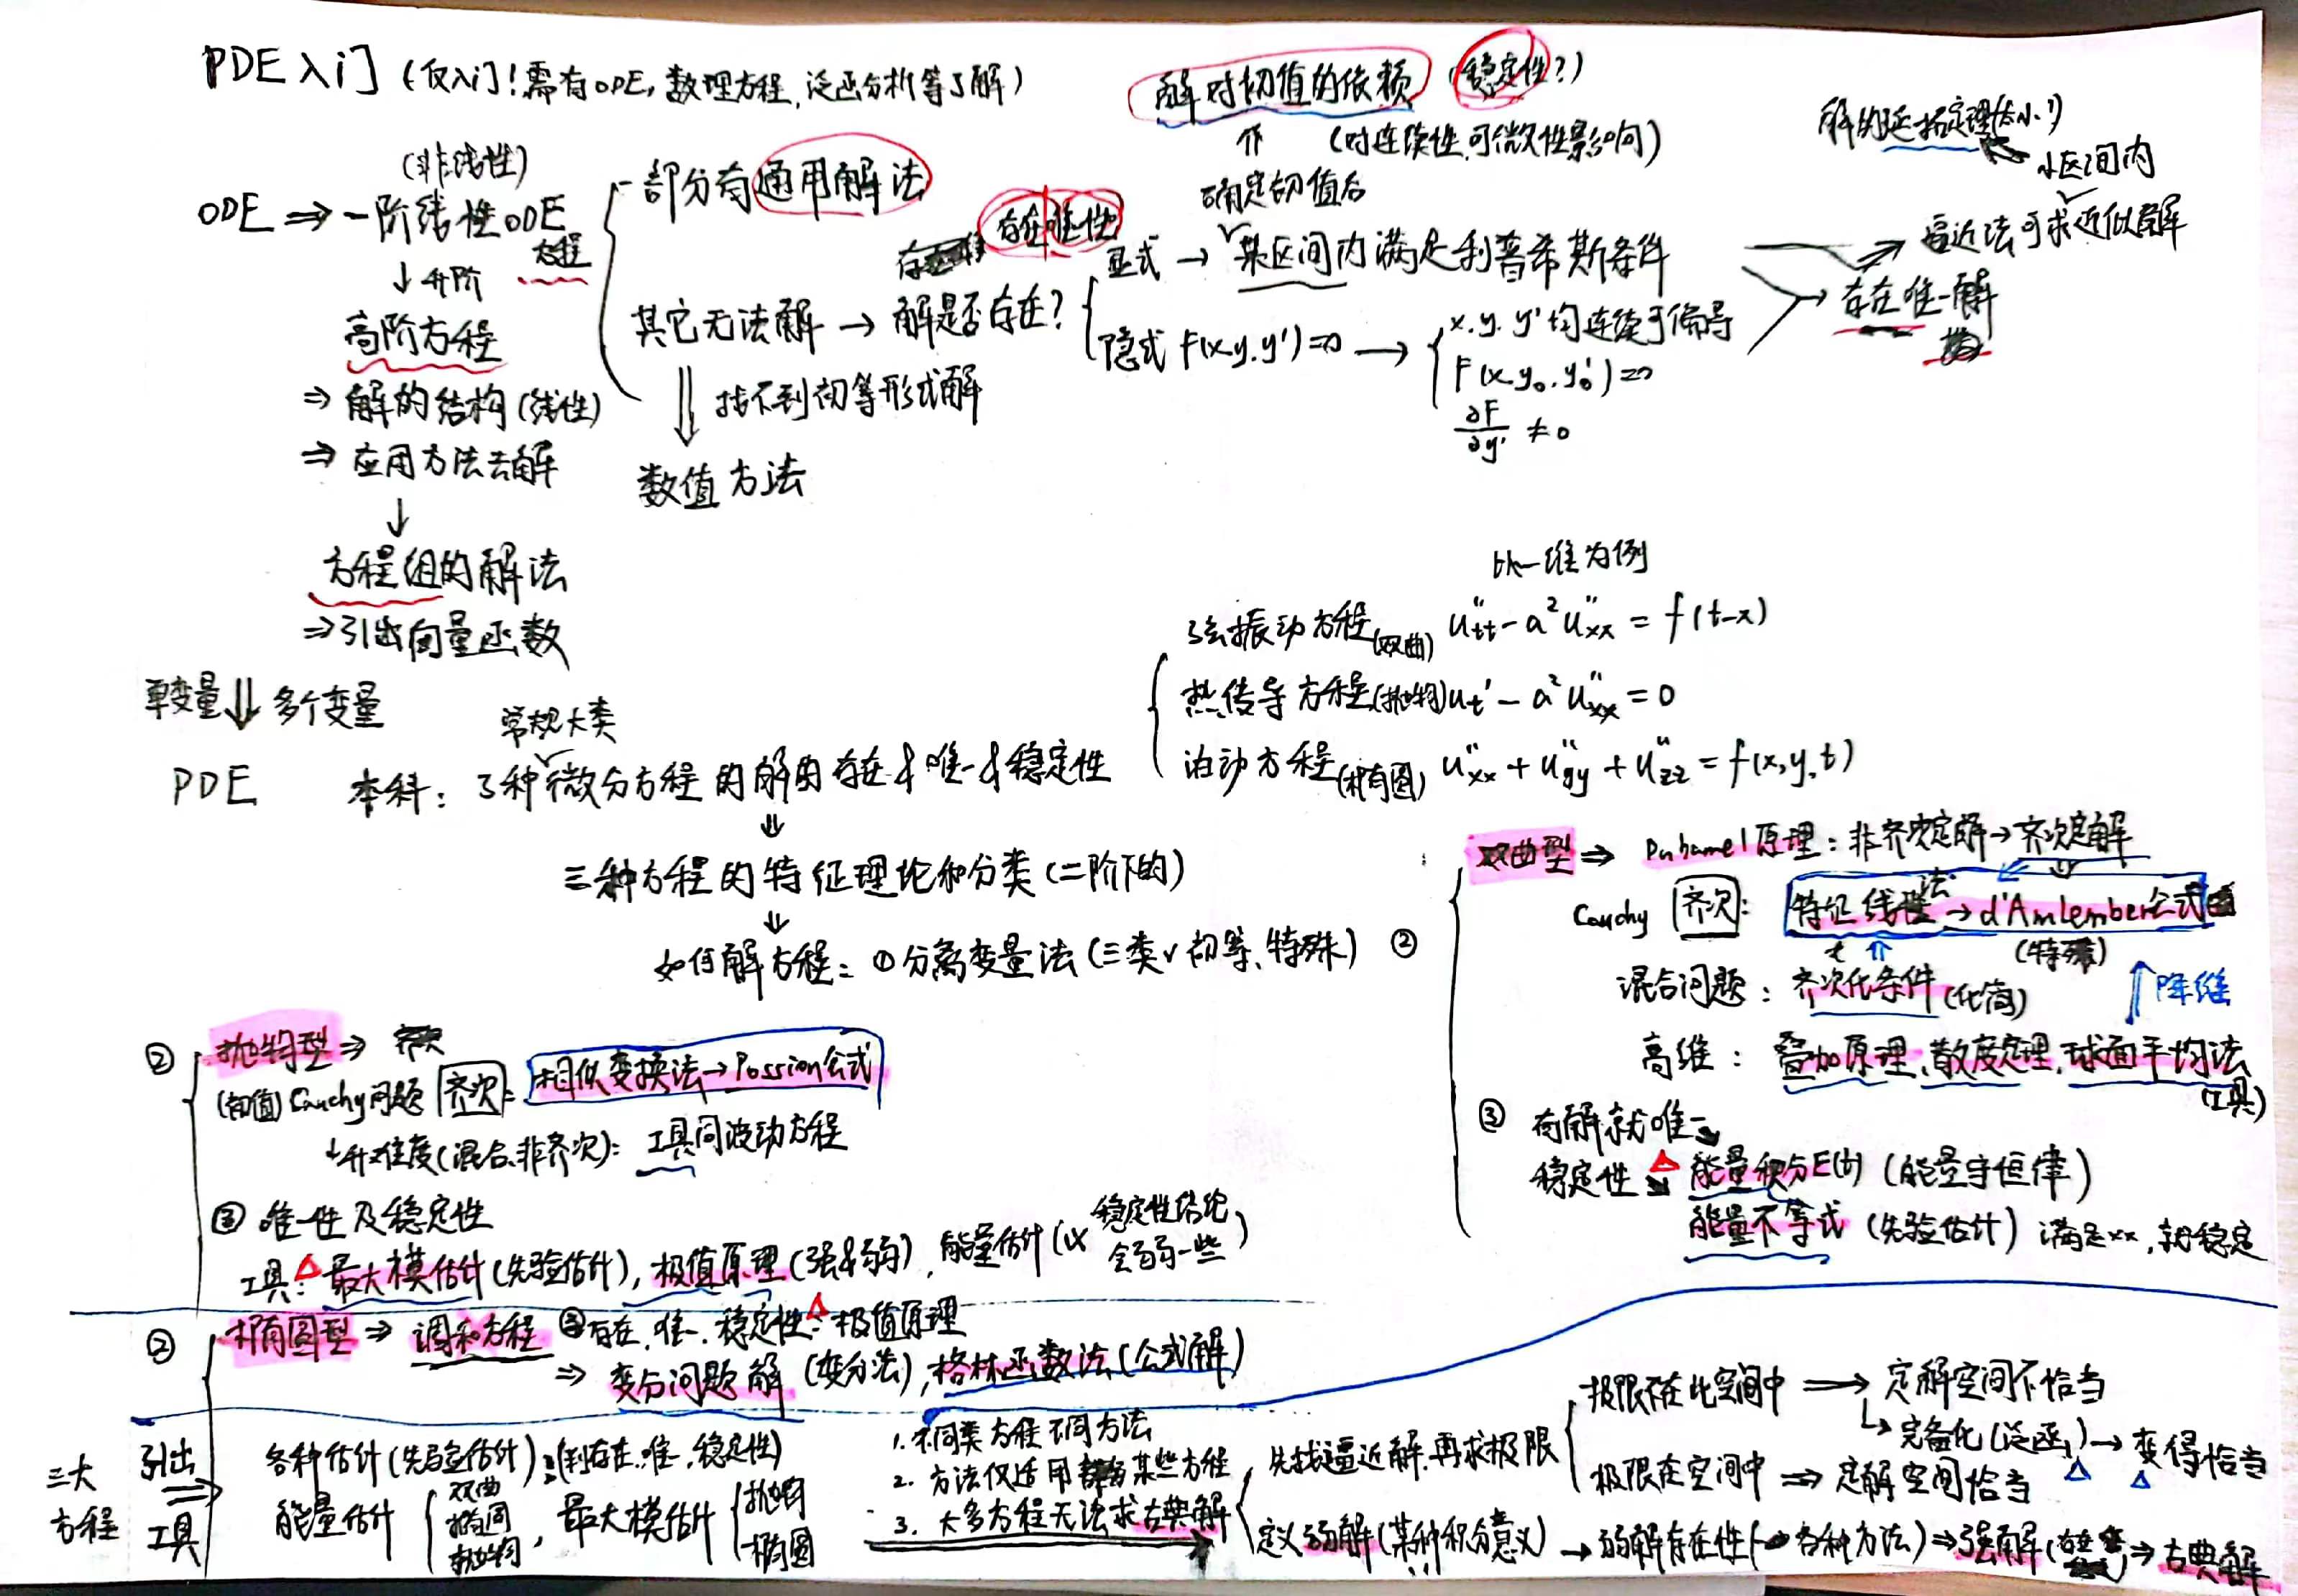 PDE入门 (仅入门!需有ODE,数理方程,泛函分析等了解)
解对初值的依赖 (稳定性?)
(对连续性,可微性影响)
确定初值后
解的延拓定理
小区间内
逼近法可求近似解
(非线性)
ODE ⇒ 一阶线性ODE
方程
↓ 升阶
高阶方程
⇒ 解的结构(线性)
⇒ 应用方法去解
↓
方程组的解法
⇒引出向量函数
一部分有通用解法
存在唯一性
其它无法解 → 解是否存在?
⇓ 找不到初等形式解
数值方法
显式 → 某区间内满足利普希斯条件
隐式 F(x,y,y')=0 → x.y.y'均连续可偏导
F(x.y₀.y₀')=0
∂F/∂y' ≠ 0
存在唯一解
单变量⇓多个变量
常规大类
PDE 本科: 3种微分方程的解的存在&唯一&稳定性
⇓
三种方程的特征理论和分类(二阶下的)
↓
如何解方程: ①分离变量法(三类√初等、特殊) ②
以一维为例
弦振动方程(双曲) u''tt - a²u''xx = f(t-x)
热传导方程(抛物) ut' - a²u''xx = 0
泊动方程(椭圆) u''xx + u''yy + u''zz = f(x,y,t)
双曲型 ⇒ Duhamel原理: 非齐次定解→齐次定解
Cauchy 齐次: 特征线法 → d'Amlember公式
(特殊)
混合问题: 齐次化条件(化简) ⇑降维
高维: 叠加原理,散度定理,球面平均法
(工具)
③ 有解就唯一
稳定性 △ 能量积分E(t) (能量守恒律)
能量不等式 (先验估计) 满足xx,就稳定
② 抛物型 ⇒
(初值)Cauchy问题 齐次: 相似变换法→Possion公式
↓升难度(混合、非齐次): 工具同波动方程
③ 唯一性及稳定性
工具: △ 最大模估计(先验估计),极值原理(强&弱),能量估计(以稳定性结论会弱一些)
② 椭圆型 ⇒ 调和方程 ③存在,唯一,稳定性: △ 极值原理
⇒ 变分问题解 (变分法),格林函数法(公式解)
三大方程 引出⇒工具
各种估计(先验估计): (判存在.唯一.稳定性)
能量估计 { 双曲 椭圆 抛物 , 最大模估计 { 抛物 椭圆
1.不同类方程不同方法
2. 方法仅适用某些方程
3. 大多方程无法求古典解
先找逼近解,再求极限
极限不在此空间中 ⇒ 定解空间不恰当
↳完备化(泛函)→ 变得恰当
极限在空间中 ⇒ 定解空间恰当
定义弱解(某种积分意义) → 弱解存在性(各种方法) ⇒ 强解 ⇒ 古典解